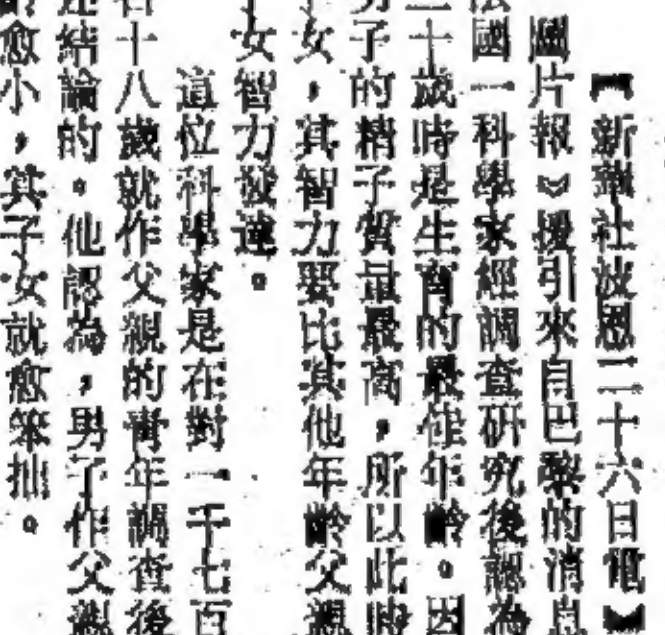 【新華社波恩二十六日電】
圖片報》援引來自巴黎的消息
法國一科學家經調查研究後認為
二十歲時是生育的最佳年齡。因
男子的精子質量最高，所以此時
女，其智力要比其他年齡父親
女智力發達。
這位科學家是在對一千七百
名十八歲就作父親的青年調查後
述結論的。他認為，男子作父親
齡愈小，其子女就愈笨拙。